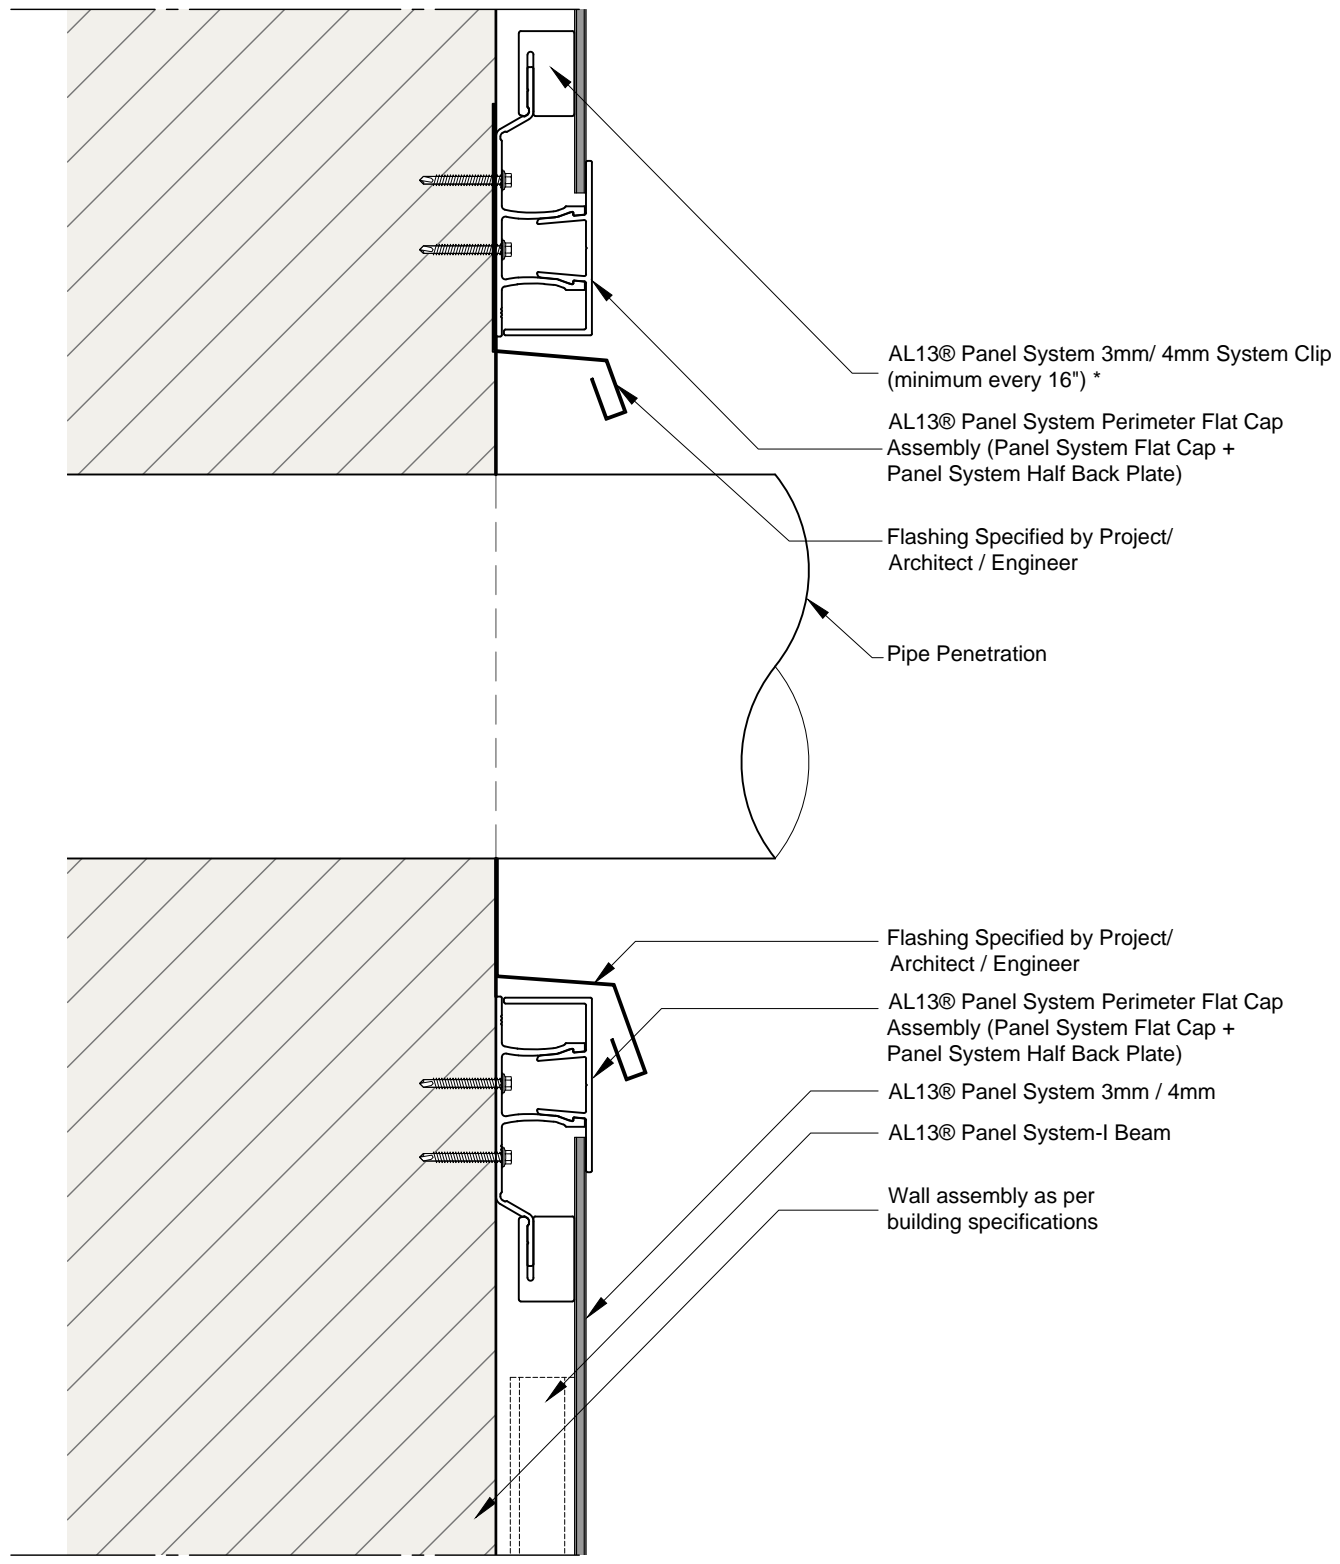 AL13® Panel System 3mm/ 4mm System Clip
(minimum every 16") *
AL13® Panel System Perimeter Flat Cap
Assembly (Panel System Flat Cap +
Panel System Half Back Plate)
Flashing Specified by Project/
Architect / Engineer
Pipe Penetration
Flashing Specified by Project/
Architect / Engineer
AL13® Panel System Perimeter Flat Cap
Assembly (Panel System Flat Cap +
Panel System Half Back Plate)
AL13® Panel System 3mm / 4mm
AL13® Panel System-I Beam
Wall assembly as per
building specifications